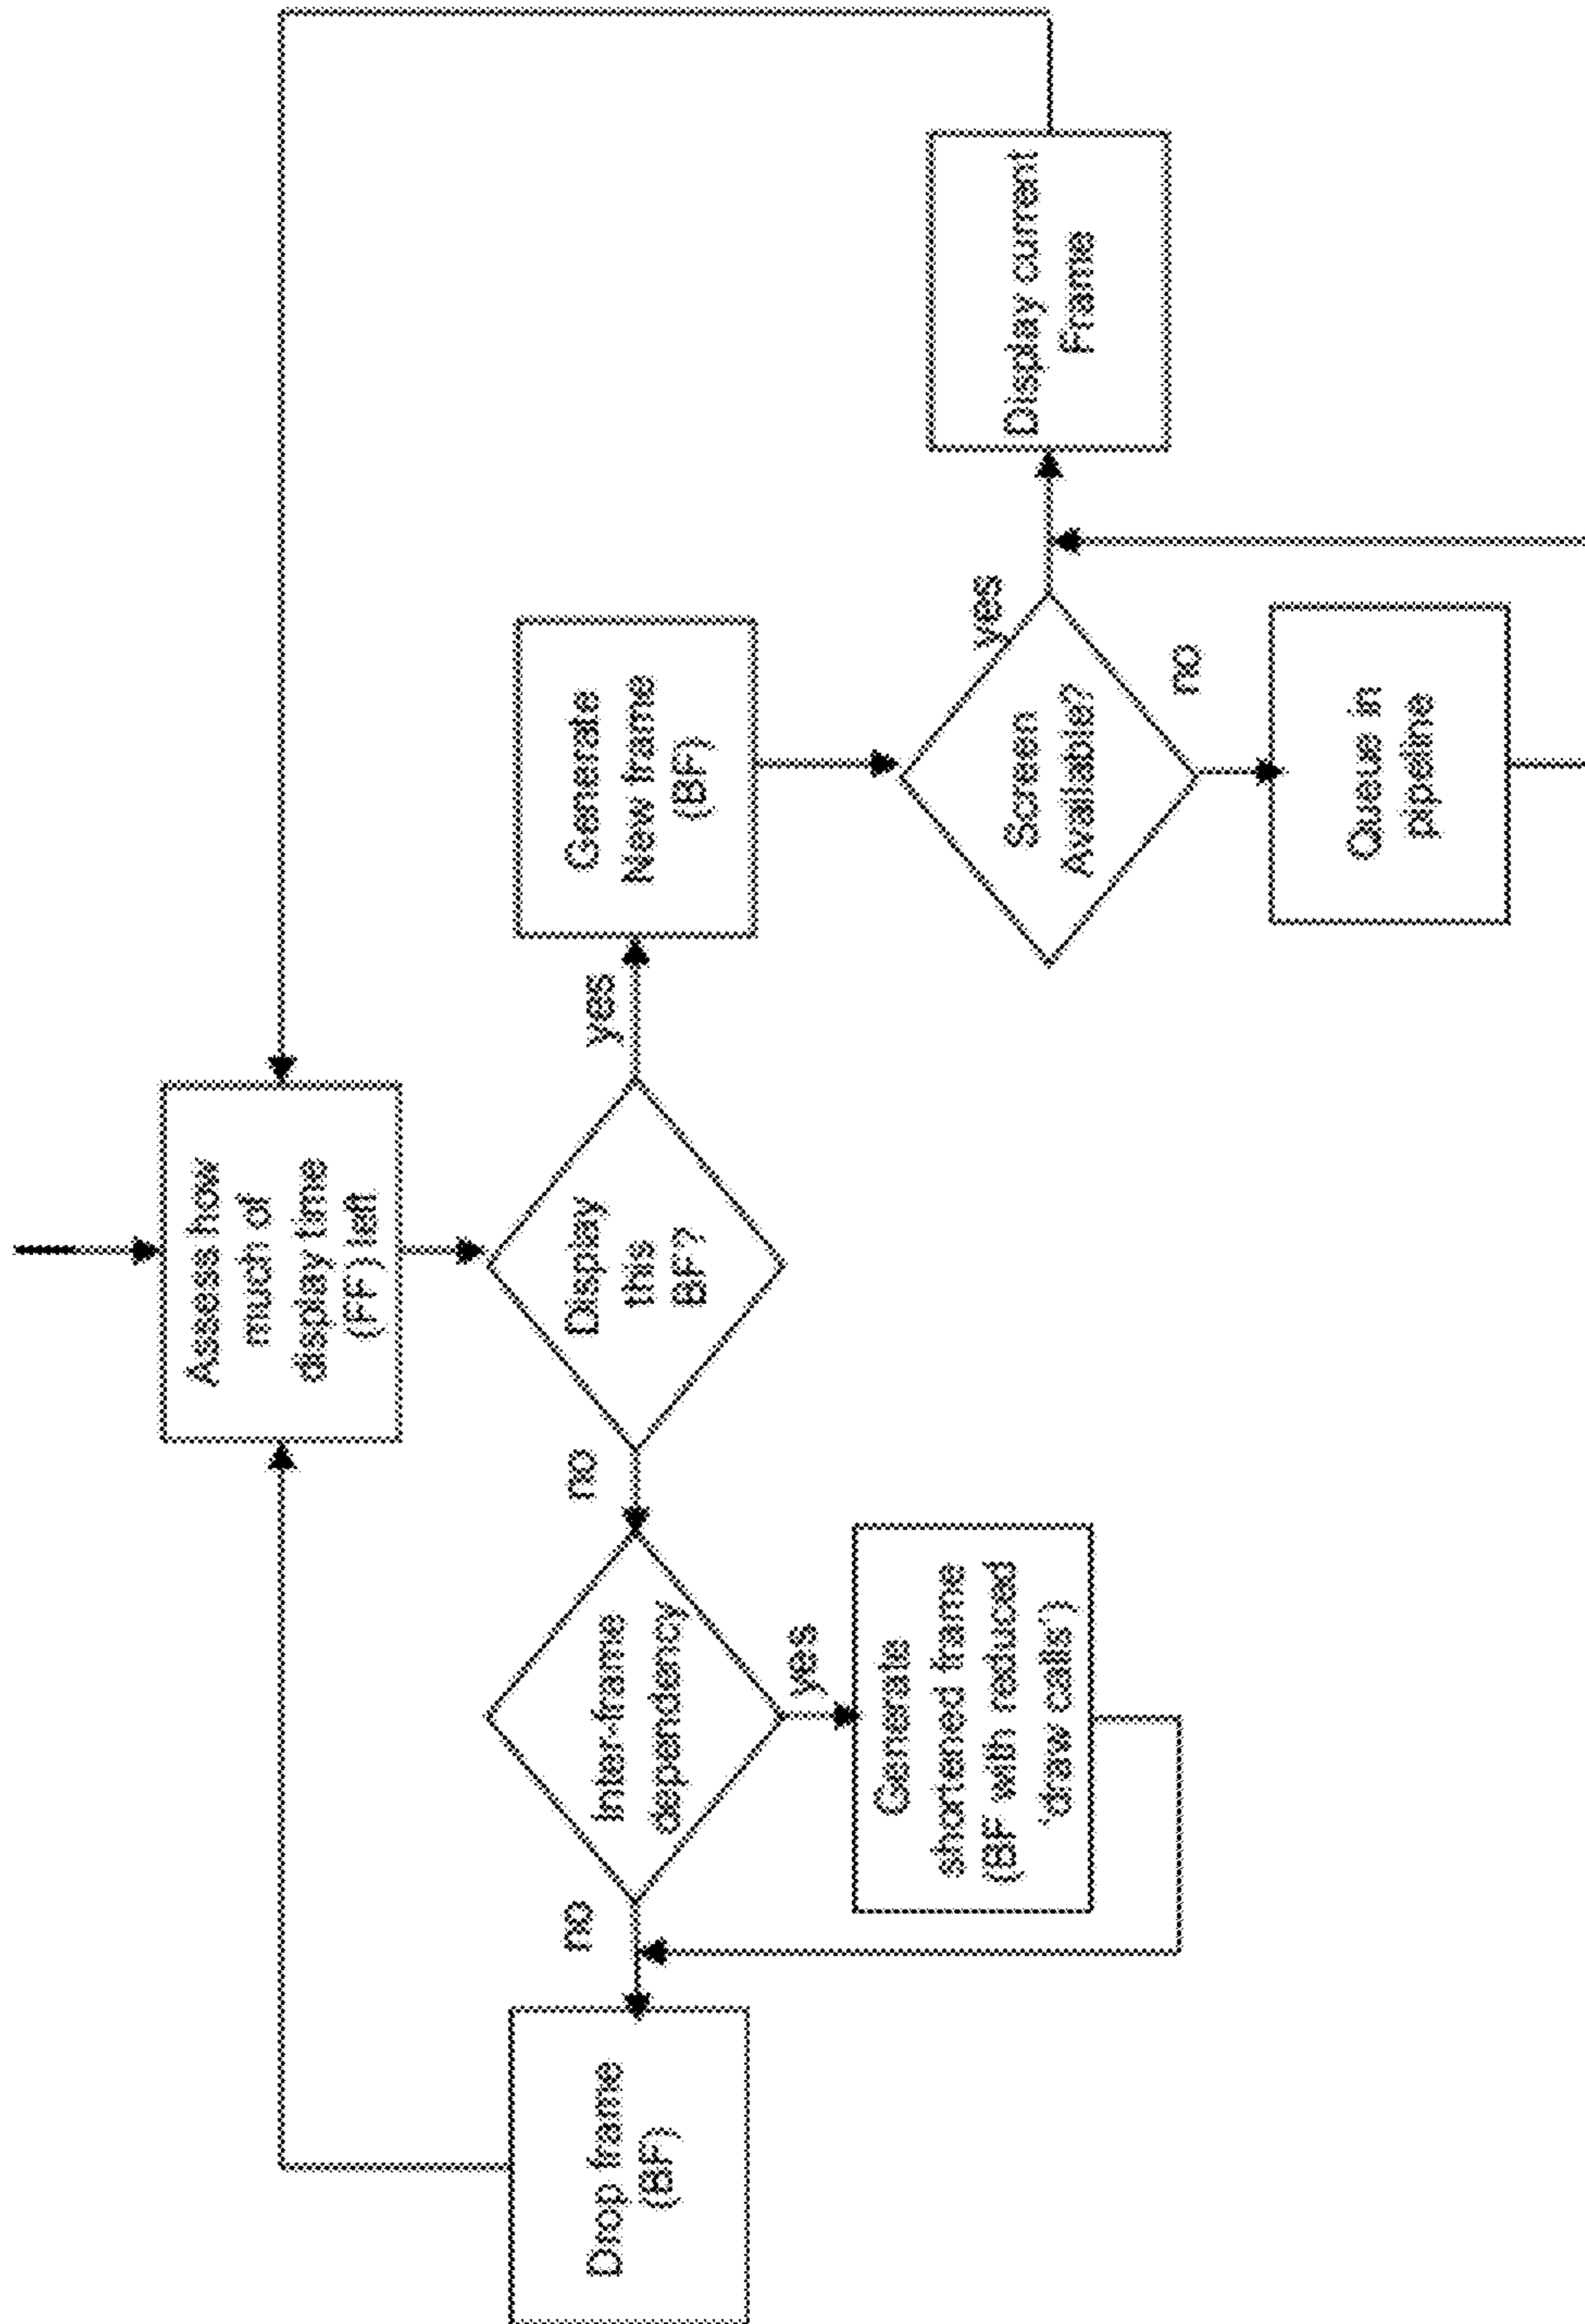 Assess how
much of
display time
(FF) left
Display
this
BF?
no
yes
Inter-frame
dependency
no
yes
Drop frame
(BF)
Generate
shortened frame
(BF with reduced
'draw calls')
Generate
New frame
(BF)
Screen
Available?
yes
no
Display current
Frame
Queue in
pipeline